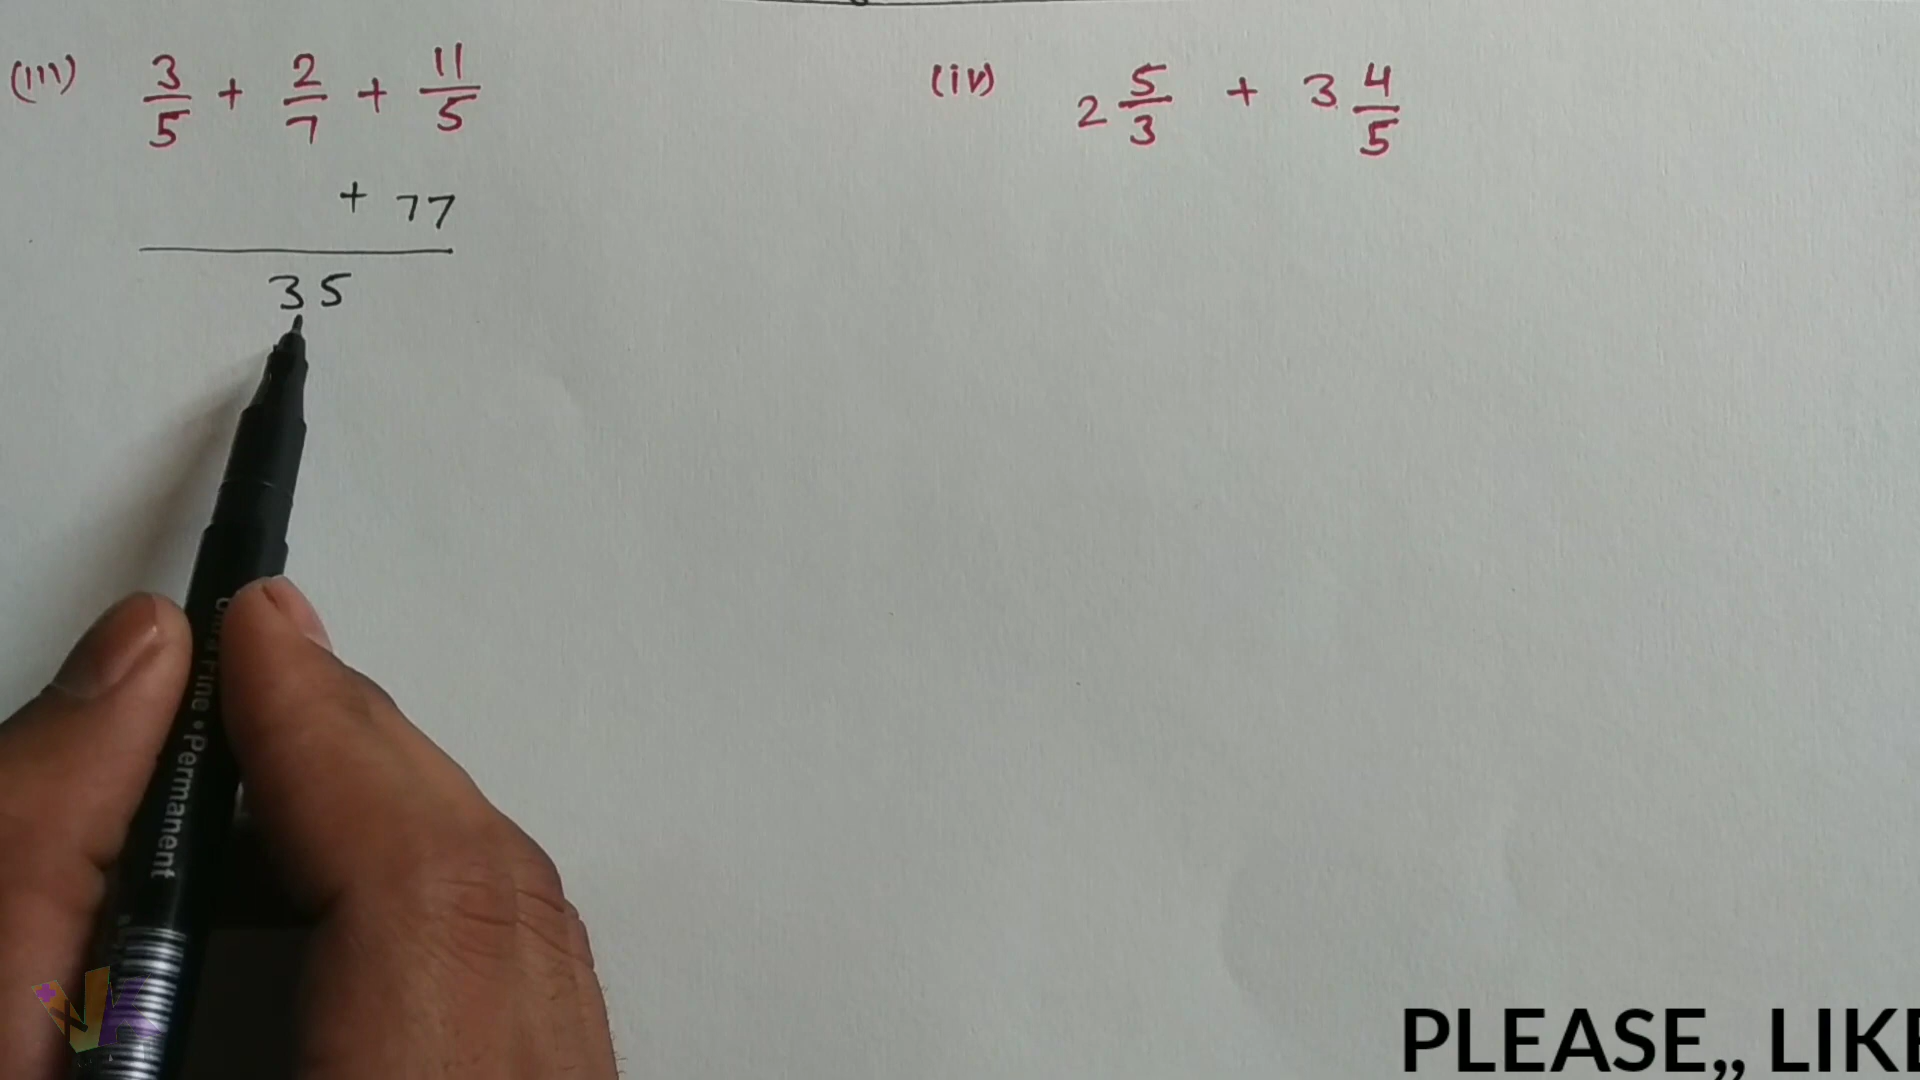 (iii) 3/5 + 2/7 + 11/5
+ 77
35
(iv) 2 5/3 + 3 4/5
Fine • Permanent
PLEASE,, LIKE